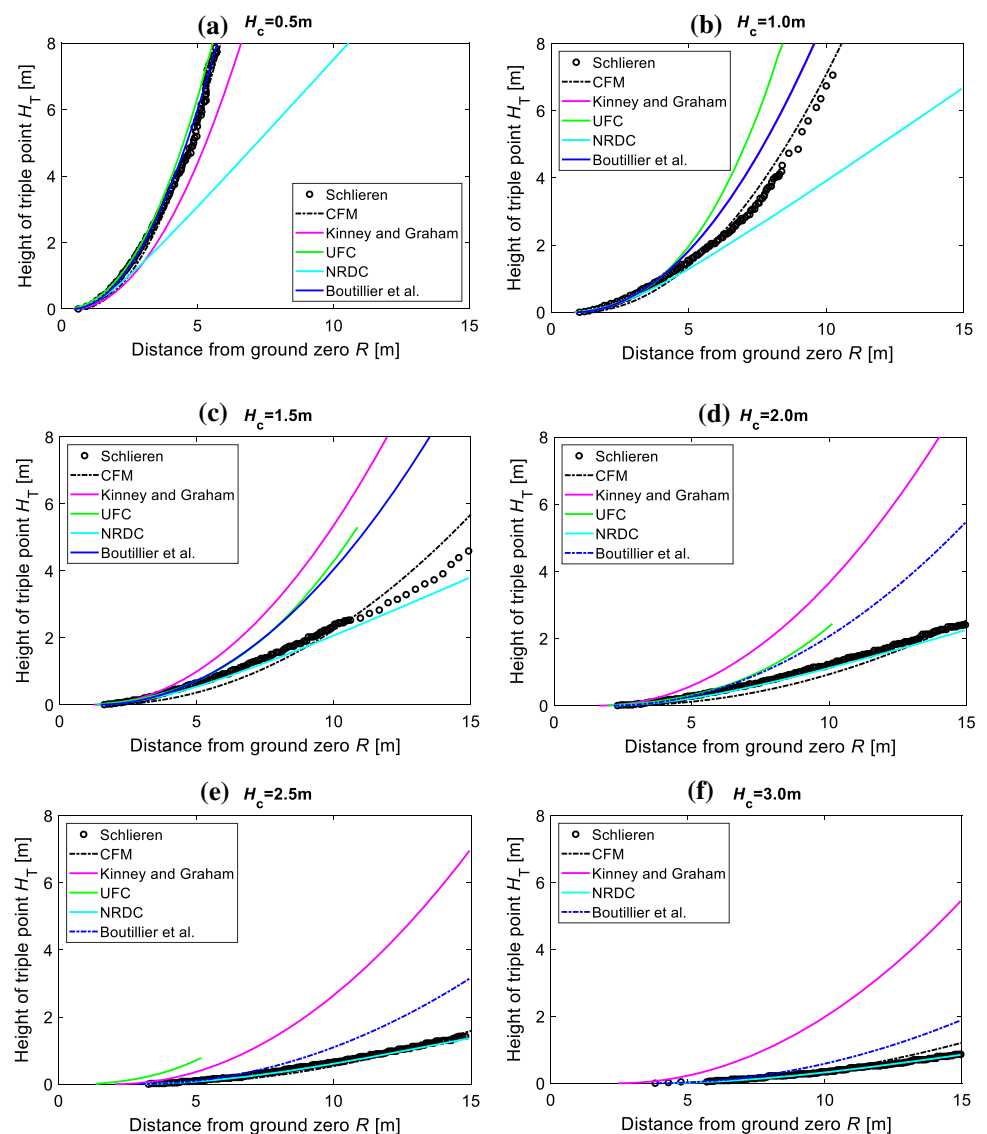 (a) Hc=0.5m
Height of triple point HT [m]
8
6
4
2
0
Schlieren
CFM
Kinney and Graham
UFC
NRDC
Boutillier et al.
0 5 10 15
Distance from ground zero R [m]
(b) Hc=1.0m
Height of triple point HT [m]
8
6
4
2
0
Schlieren
CFM
Kinney and Graham
UFC
NRDC
Boutillier et al.
0 5 10 15
Distance from ground zero R [m]
(c) Hc=1.5m
Height of triple point HT [m]
8
6
4
2
0
Schlieren
CFM
Kinney and Graham
UFC
NRDC
Boutillier et al.
0 5 10 15
Distance from ground zero R [m]
(d) Hc=2.0m
Height of triple point HT [m]
8
6
4
2
0
Schlieren
CFM
Kinney and Graham
UFC
NRDC
Boutillier et al.
0 5 10 15
Distance from ground zero R [m]
(e) Hc=2.5m
Height of triple point HT [m]
8
6
4
2
0
Schlieren
CFM
Kinney and Graham
UFC
NRDC
Boutillier et al.
0 5 10 15
Distance from ground zero R [m]
(f) Hc=3.0m
Height of triple point HT [m]
8
6
4
2
0
Schlieren
CFM
Kinney and Graham
NRDC
Boutillier et al.
0 5 10 15
Distance from ground zero R [m]